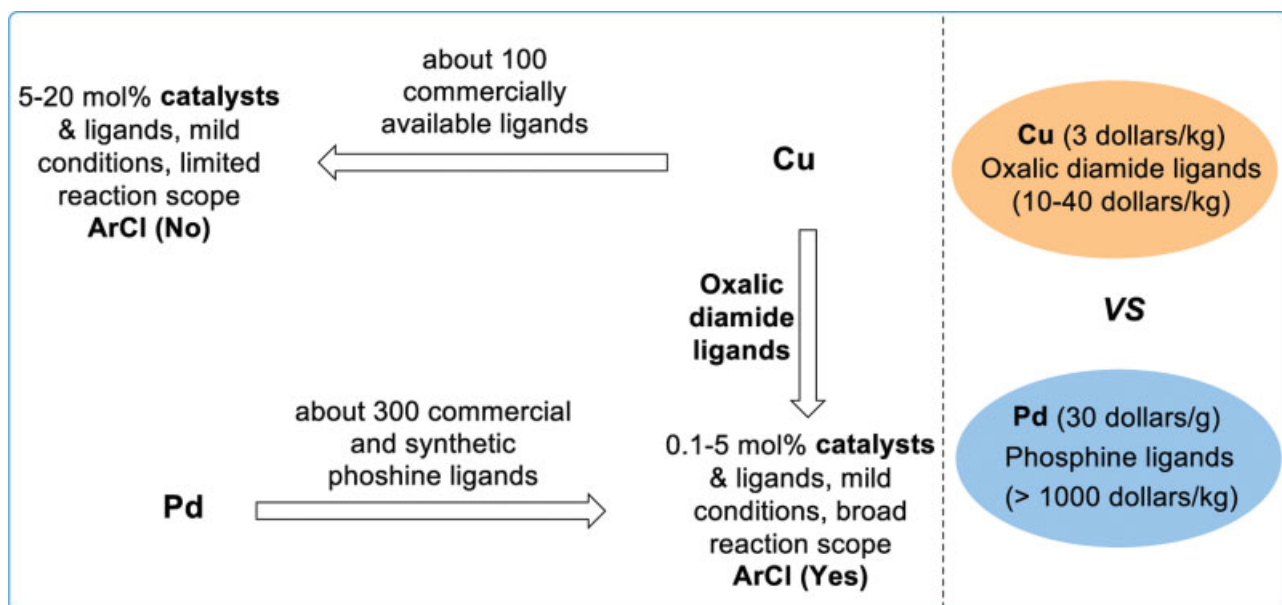 about 100
commercially
available ligands
5-20 mol% catalysts
& ligands, mild
conditions, limited
reaction scope
ArCl (No)
Cu
Oxalic
diamide
ligands
about 300 commercial
and synthetic
phoshine ligands
Pd
0.1-5 mol% catalysts
& ligands, mild
conditions, broad
reaction scope
ArCl (Yes)
Cu (3 dollars/kg)
Oxalic diamide ligands
(10-40 dollars/kg)
VS
Pd (30 dollars/g)
Phosphine ligands
(> 1000 dollars/kg)